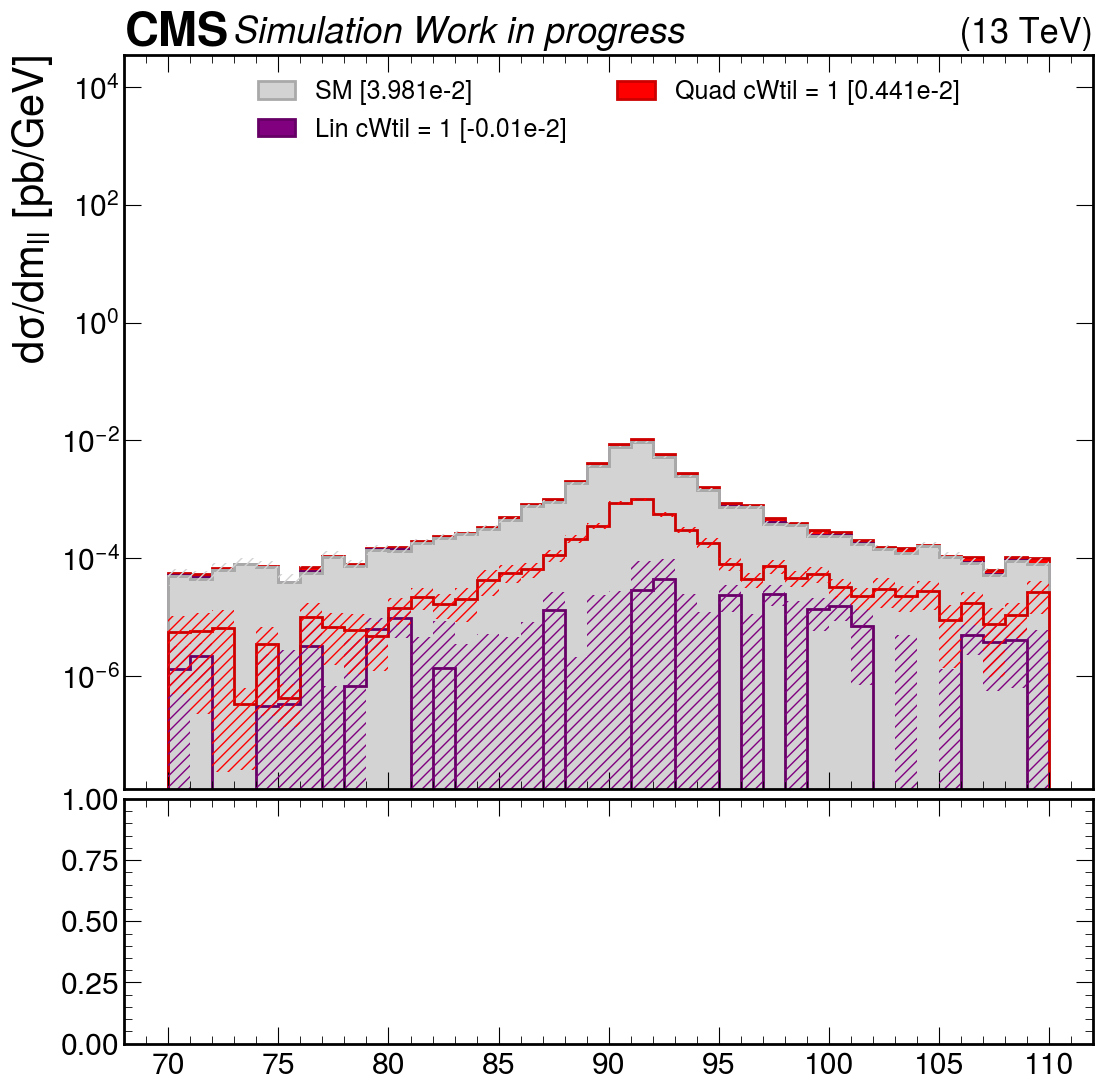 CMS Simulation Work in progress (13 TeV)
dσ/dm_ll [pb/GeV]
SM [3.981e-2]
Quad cWtil = 1 [0.441e-2]
Lin cWtil = 1 [-0.01e-2]
10^4
10^2
10^0
10^−2
10^−4
10^−6
1.00
0.75
0.50
0.25
0.00
70 75 80 85 90 95 100 105 110